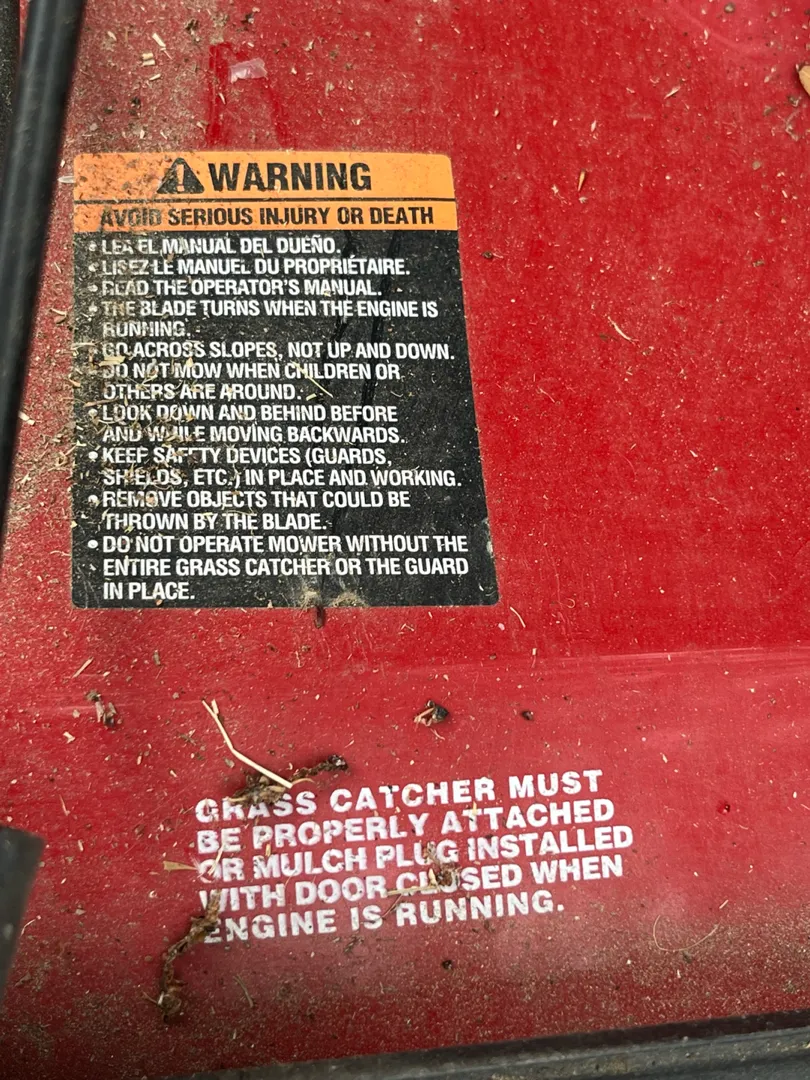 WARNING
AVOID SERIOUS INJURY OR DEATH
• LEA EL MANUAL DEL DUEÑO.
• LISEZ LE MANUEL DU PROPRIÉTAIRE.
• READ THE OPERATOR'S MANUAL.
• THE BLADE TURNS WHEN THE ENGINE IS
RUNNING.
GO ACROSS SLOPES, NOT UP AND DOWN.
DO NOT MOW WHEN CHILDREN OR
OTHERS ARE AROUND.
• LOOK DOWN AND BEHIND BEFORE
AND WHILE MOVING BACKWARDS.
• KEEP SAFETY DEVICES (GUARDS,
SHIELDS, ETC.) IN PLACE AND WORKING.
• REMOVE OBJECTS THAT COULD BE
THROWN BY THE BLADE.
• DO NOT OPERATE MOWER WITHOUT THE
ENTIRE GRASS CATCHER OR THE GUARD
IN PLACE.
GRASS CATCHER MUST
BE PROPERLY ATTACHED
OR MULCH PLUG INSTALLED
WITH DOOR CLOSED WHEN
ENGINE IS RUNNING.